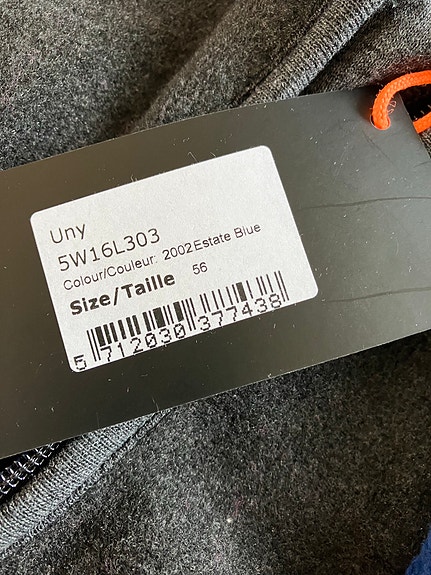 Uny
5W16L303
Colour/Couleur: 2002 Estate Blue
Size/Taille 56
5 712030 377438